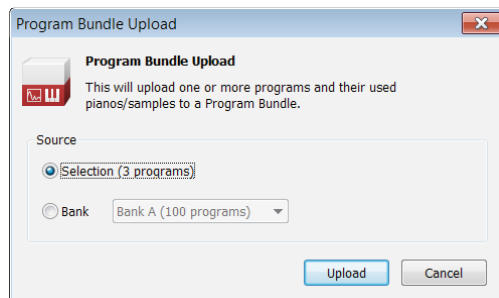 Program Bundle Upload
Program Bundle Upload
This will upload one or more programs and their used
pianos/samples to a Program Bundle.
Source
Selection (3 programs)
Bank
Bank A (100 programs)
Upload
Cancel